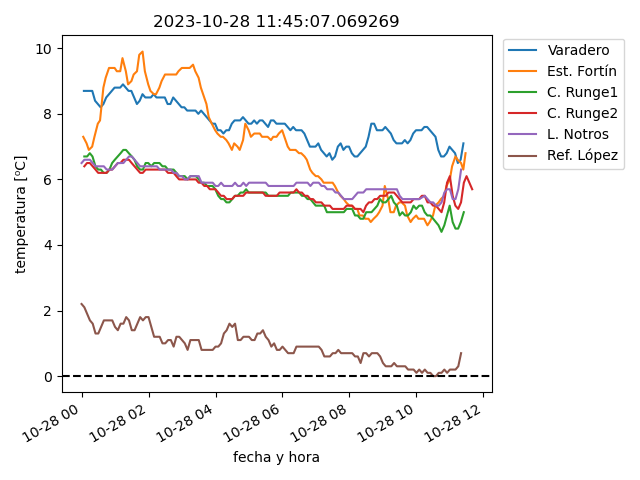 2023-10-28 11:45:07.069269
temperatura [ºC]
10
8
6
4
2
0
10-28 00
10-28 02
10-28 04
10-28 06
10-28 08
10-28 10
10-28 12
fecha y hora
Varadero
Est. Fortín
C. Runge1
C. Runge2
L. Notros
Ref. López